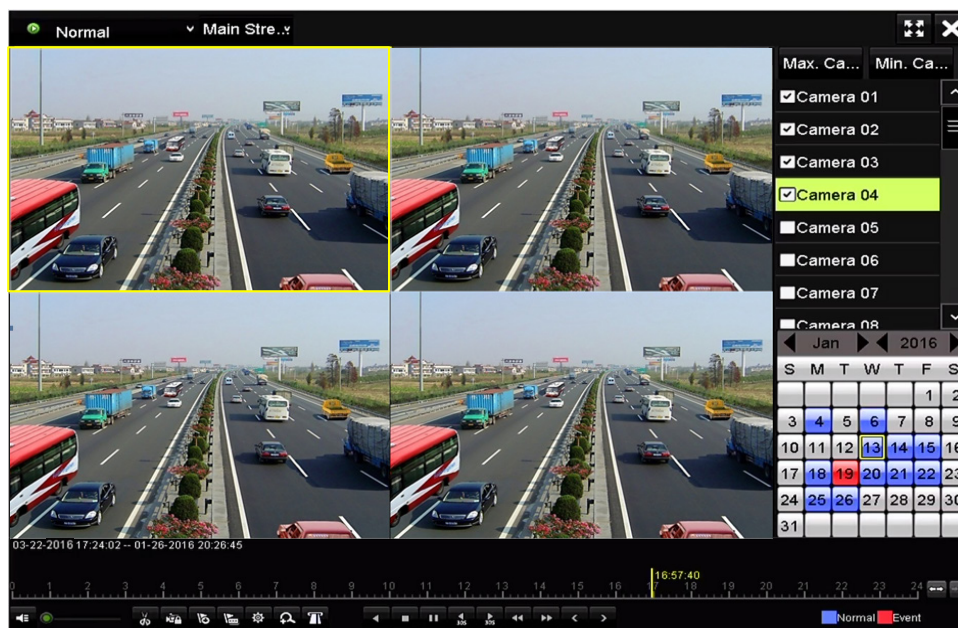 Normal Main Stre..
Max. Ca... Min. Ca...
Camera 01
Camera 02
Camera 03
Camera 04
Camera 05
Camera 06
Camera 07
Camera 08
Jan 2016
S M T W T F S
1 2
3 4 5 6 7 8 9
10 11 12 13 14 15 16
17 18 19 20 21 22 23
24 25 26 27 28 29 30
31
03-22-2016 17:24:02 -- 01-26-2016 20:26:45
16:57:40
0 1 2 3 4 5 6 7 8 9 10 11 12 13 14 15 16 17 18 19 20 21 22 23 24
30S 30S
Normal Event